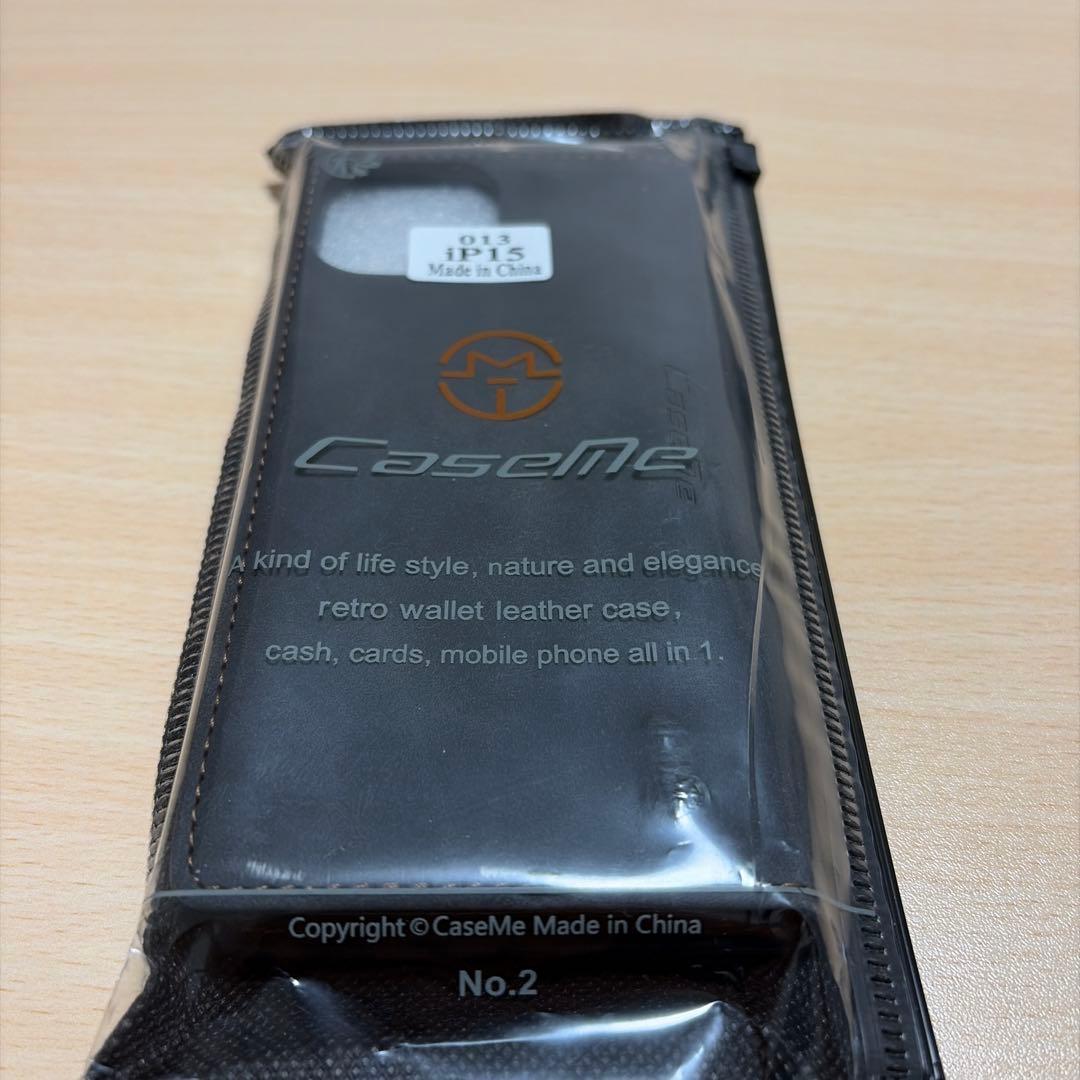 013
iP15
Made in China
CaseMe
CaseMe
A kind of life style, nature and elegance
retro wallet leather case,
cash, cards, mobile phone all in 1.
Copyright © CaseMe Made in China
No.2